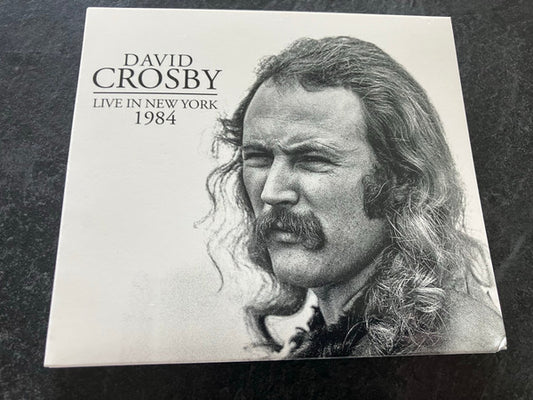 DAVID
CROSBY
LIVE IN NEW YORK
1984